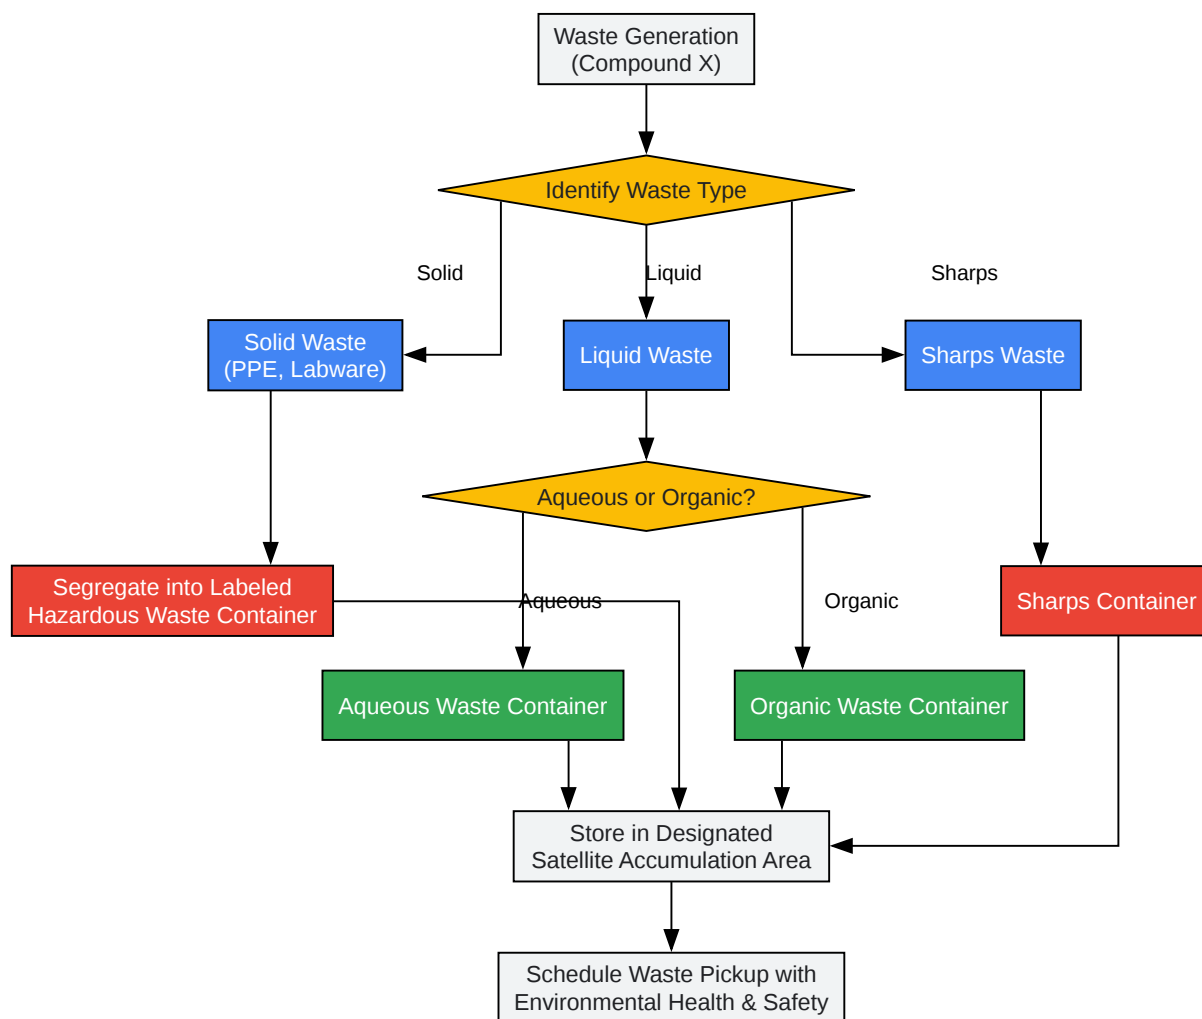 Waste Generation
(Compound X)
Identify Waste Type
Solid
Liquid
Sharps
Solid Waste
(PPE, Labware)
Liquid Waste
Sharps Waste
Aqueous or Organic?
Segregate into Labeled
Hazardous Waste Container
Aqueous
Organic
Sharps Container
Aqueous Waste Container
Organic Waste Container
Store in Designated
Satellite Accumulation Area
Schedule Waste Pickup with
Environmental Health & Safety